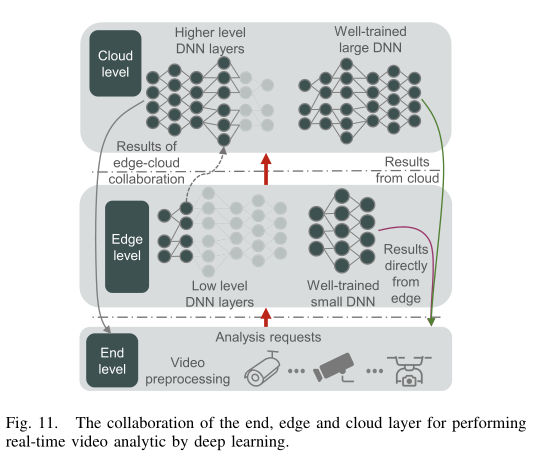 Cloud
level
Higher level
DNN layers
Well-trained
large DNN
Results of
edge-cloud
collaboration
Results
from cloud
Edge
level
Low level
DNN layers
Well-trained
small DNN
Results
directly
from
edge
End
level
Analysis requests
Video
preprocessing
Fig. 11. The collaboration of the end, edge and cloud layer for performing
real-time video analytic by deep learning.